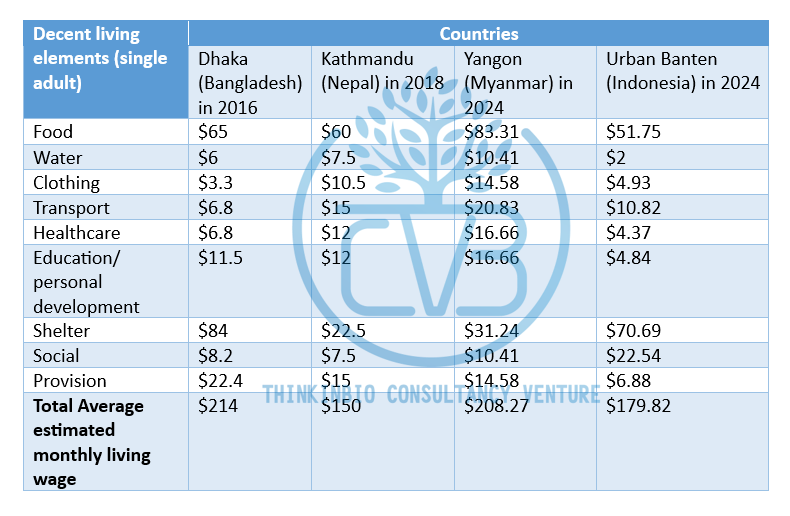 Decent living elements (single adult)
Countries
Dhaka (Bangladesh) in 2016
Kathmandu (Nepal) in 2018
Yangon (Myanmar) in 2024
Urban Banten (Indonesia) in 2024
Food $65 $60 $83.31 $51.75
Water $6 $7.5 $10.41 $2
Clothing $3.3 $10.5 $14.58 $4.93
Transport $6.8 $15 $20.83 $10.82
Healthcare $6.8 $12 $16.66 $4.37
Education/ personal development $11.5 $12 $16.66 $4.84
Shelter $84 $22.5 $31.24 $70.69
Social $8.2 $7.5 $10.41 $22.54
Provision $22.4 $15 $14.58 $6.88
Total Average estimated monthly living wage $214 $150 $208.27 $179.82
CVB
THINKINBIO CONSULTANCY VENTURE